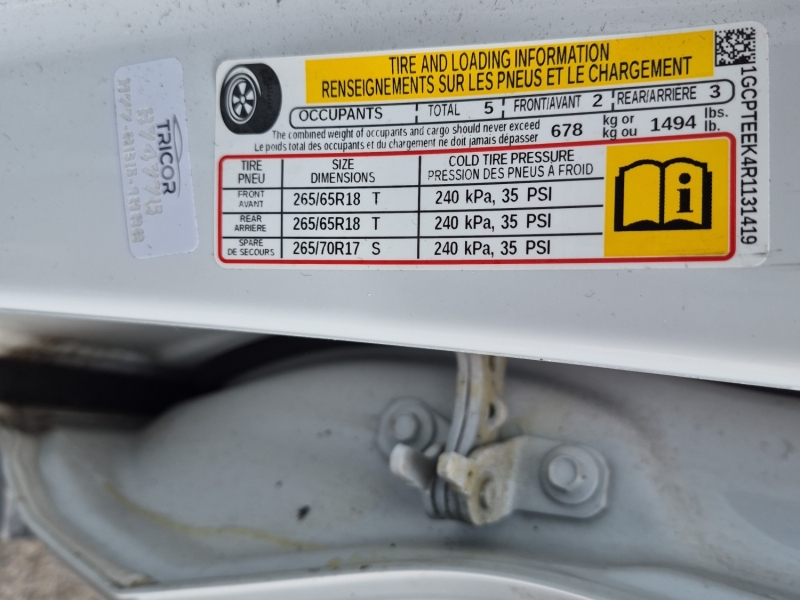 TIRE AND LOADING INFORMATION
RENSEIGNEMENTS SUR LES PNEUS ET LE CHARGEMENT
OCCUPANTS TOTAL 5 FRONT/AVANT 2 REAR/ARRIERE 3
The combined weight of occupants and cargo should never exceed
Le poids total des occupants et du chargement ne doit jamais dépasser
678 kg or kg ou 1494 lbs. lb.
TIRE PNEU SIZE DIMENSIONS COLD TIRE PRESSURE PRESSION DES PNEUS A FROID
FRONT AVANT 265/65R18 T 240 kPa, 35 PSI
REAR ARRIERE 265/65R18 T 240 kPa, 35 PSI
SPARE DE SECOURS 265/70R17 S 240 kPa, 35 PSI
1GCPTEEK4R1131419
TRICOR